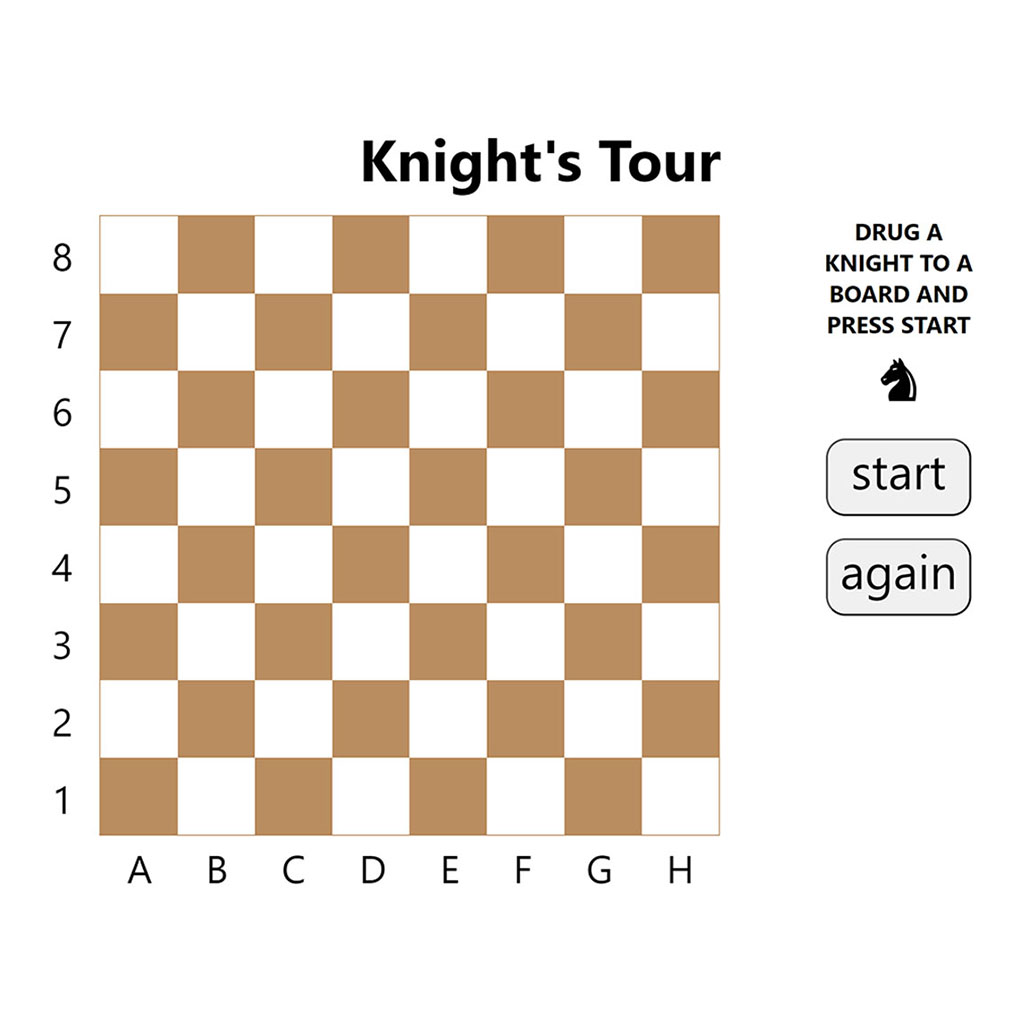 Knight's Tour
DRUG A
KNIGHT TO A
BOARD AND
PRESS START
start
again
8
7
6
5
4
3
2
1
A B C D E F G H